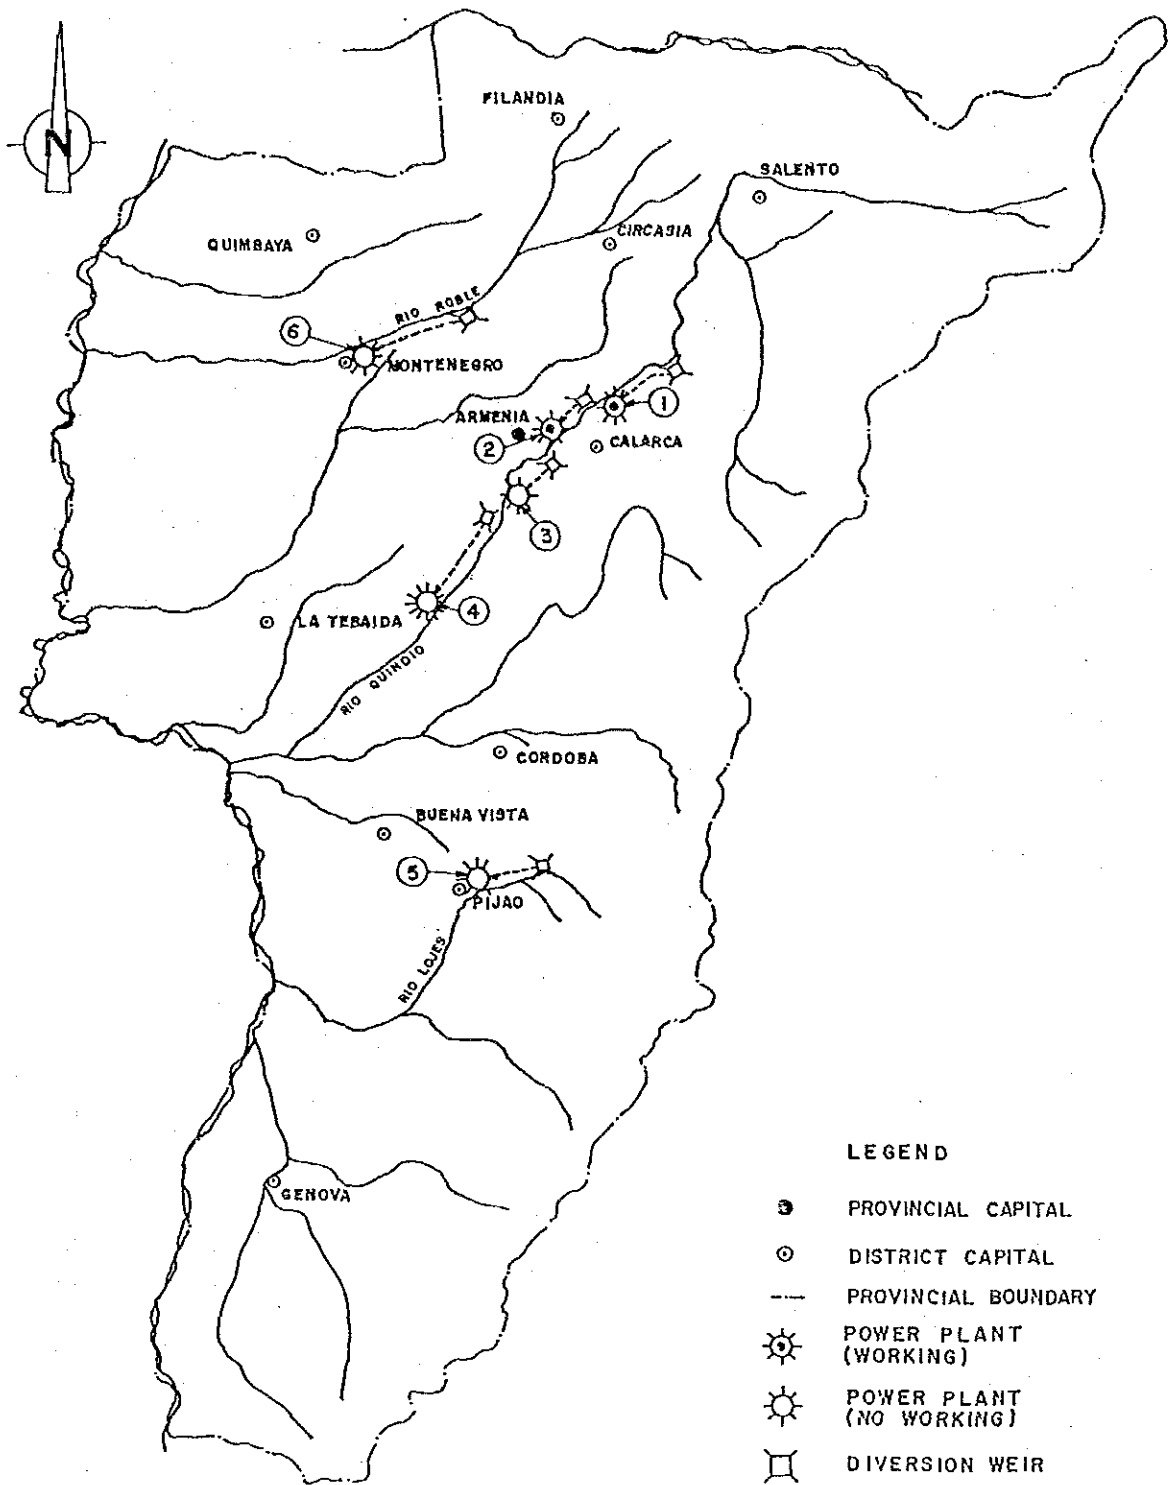 FILANDIA
N
SALENTO
CIRCASIA
QUIMBAYA
RIO ROBLE
6
MONTENEGRO
1
ARMENIA
2
CALARCA
3
4
LA TEBAIDA
RIO QUINDIO
CORDOBA
BUENA VISTA
5
PIJAO
RIO LOJES
GENOVA
LEGEND
PROVINCIAL CAPITAL
DISTRICT CAPITAL
PROVINCIAL BOUNDARY
POWER PLANT
(WORKING)
POWER PLANT
(NO WORKING)
DIVERSION WEIR